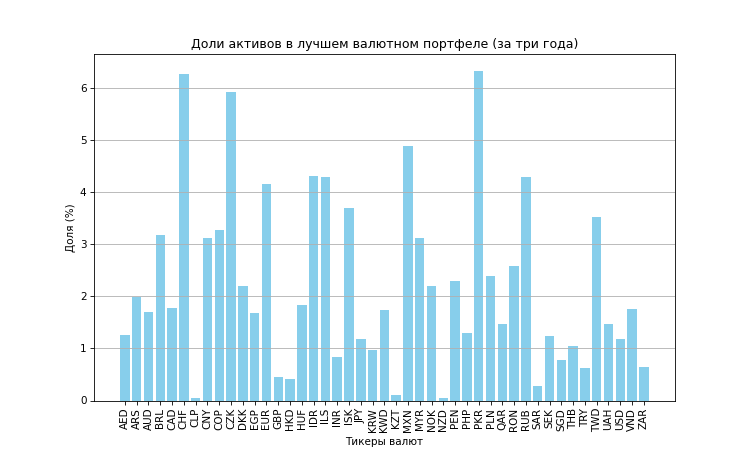 Доли активов в лучшем валютном портфеле (за три года)
Доля (%)
6
5
4
3
2
1
0
AED ARS AUD BRL CAD CHF CLP CNY COP CZK DKK EGP EUR GBP HKD HUF IDR ILS INR ISK JPY KRW KWD KZT MXN MYR NOK NZD PEN PHP PKR PLN QAR RON RUB SAR SEK SGD THB TRY TWD UAH USD VND ZAR
Тикеры валют